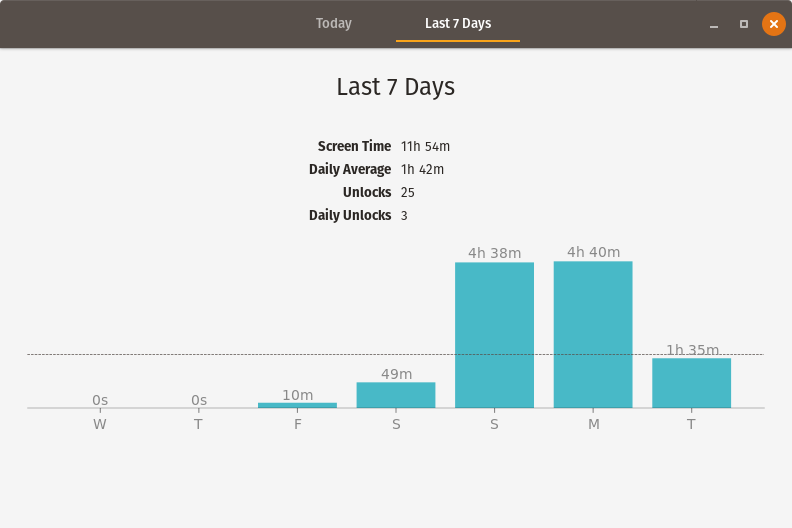 Today Last 7 Days
Last 7 Days
Screen Time 11h 54m
Daily Average 1h 42m
Unlocks 25
Daily Unlocks 3
4h 38m 4h 40m
1h 35m
49m
10m
0s 0s
W T F S S M T